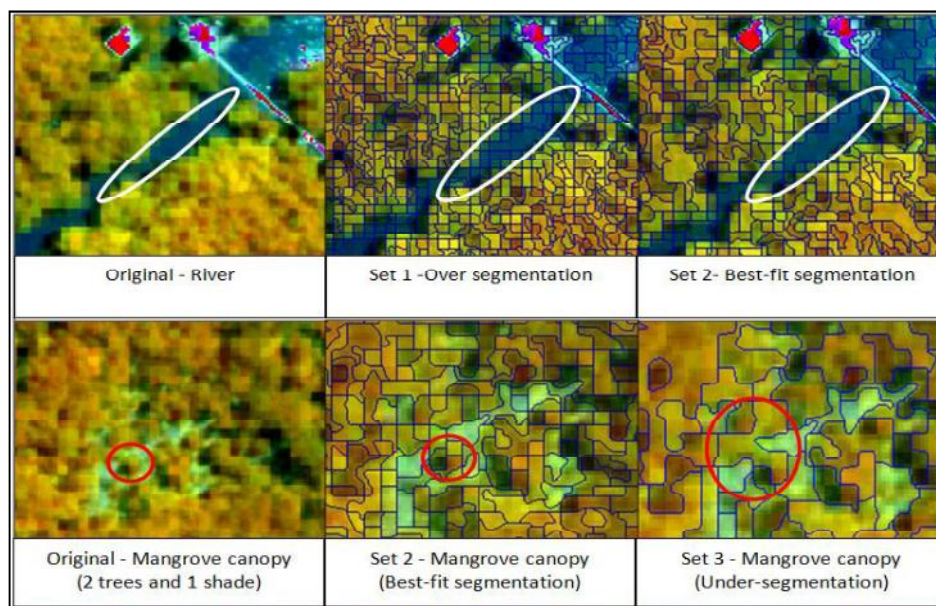 Original - River
Set 1 -Over segmentation
Set 2- Best-fit segmentation
Original - Mangrove canopy
(2 trees and 1 shade)
Set 2 - Mangrove canopy
(Best-fit segmentation)
Set 3 - Mangrove canopy
(Under-segmentation)